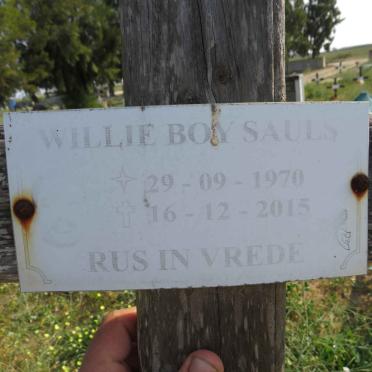 WILLIE BOY SAULS
29 - 09 - 1970
16 - 12 - 2015
RUS IN VREDE